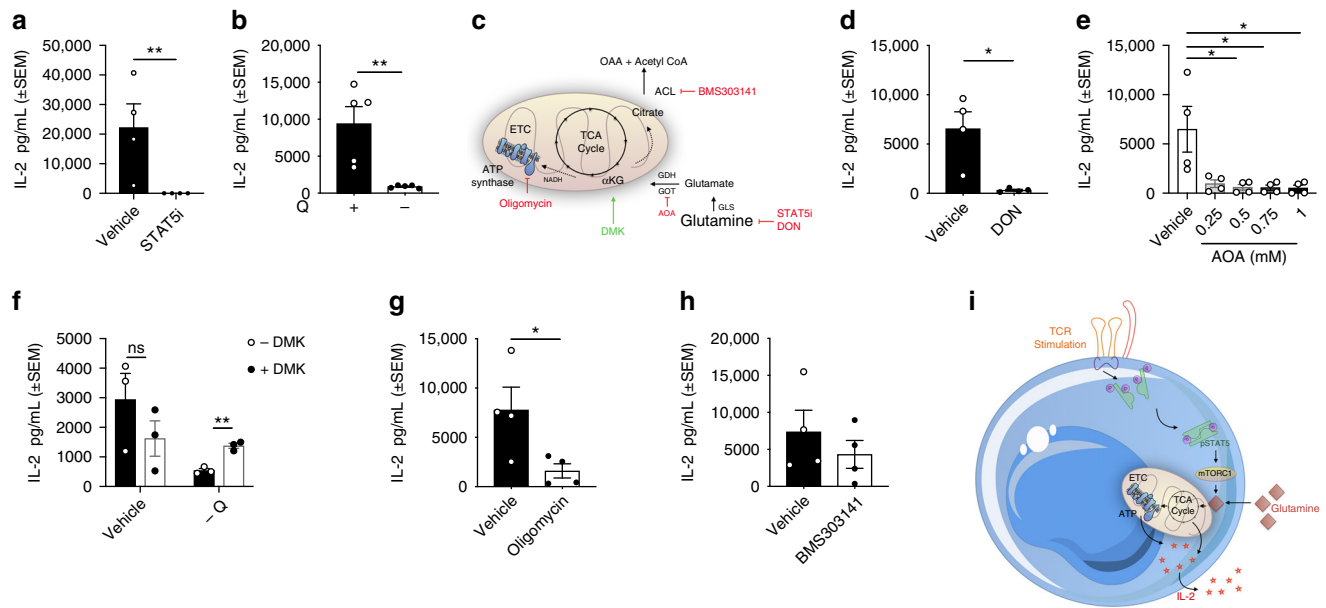 a
IL-2 pg/mL (±SEM)
50,000
40,000
30,000
20,000
10,000
0
**
Vehicle
STAT5i
b
IL-2 pg/mL (±SEM)
20,000
15,000
10,000
5000
0
**
Q
+
–
c
OAA + Acetyl CoA
ACL
BMS303141
Citrate
ETC
TCA
Cycle
ATP
synthase
NADH
αKG
GDH
Glutamate
GOT
Oligomycin
AOA
GLS
Glutamine
STAT5i
DON
DMK
d
IL-2 pg/mL (±SEM)
15,000
10,000
5000
0
*
Vehicle
DON
e
IL-2 pg/mL (±SEM)
15,000
10,000
5000
0
*
*
*
Vehicle
0.25
0.5
0.75
1
AOA (mM)
f
IL-2 pg/mL (±SEM)
5000
4000
3000
2000
1000
0
ns
**
– DMK
+ DMK
Vehicle
– Q
g
IL-2 pg/mL (±SEM)
15,000
10,000
5000
0
*
Vehicle
Oligomycin
h
IL-2 pg/mL (±SEM)
20,000
15,000
10,000
5000
0
Vehicle
BMS303141
i
TCR
Stimulation
pSTAT5
mTORC1
ETC
TCA
Cycle
ATP
Glutamine
IL-2